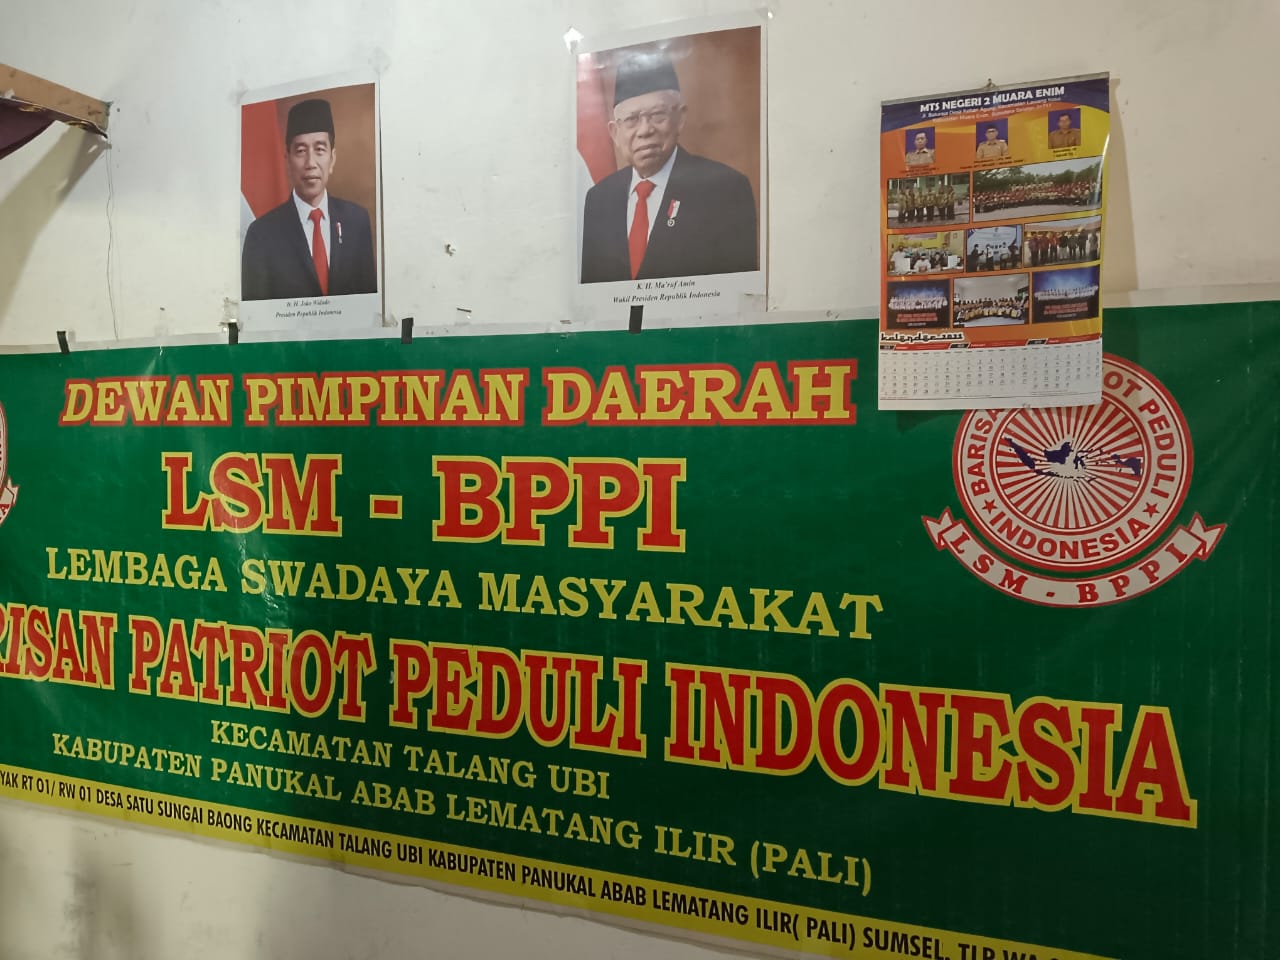 Ir. H. Joko Widodo
Presiden Republik Indonesia
K. H. Ma'ruf Amin
Wakil Presiden Republik Indonesia
MTS NEGERI 2 MUARA ENIM
DEWAN PIMPINAN DAERAH
LSM - BPPI
LEMBAGA SWADAYA MASYARAKAT
RISAN PATRIOT PEDULI INDONESIA
KECAMATAN TALANG UBI
KABUPATEN PANUKAL ABAB LEMATANG ILIR (PALI)
YAK RT 01/ RW 01 DESA SATU SUNGAI BAONG KECAMATAN TALANG UBI KABUPATEN PANUKAL ABAB LEMATANG ILIR( PALI) SUMSEL, TLP
BARIS OT PEDULI
INDONESIA
LSM - BPPI